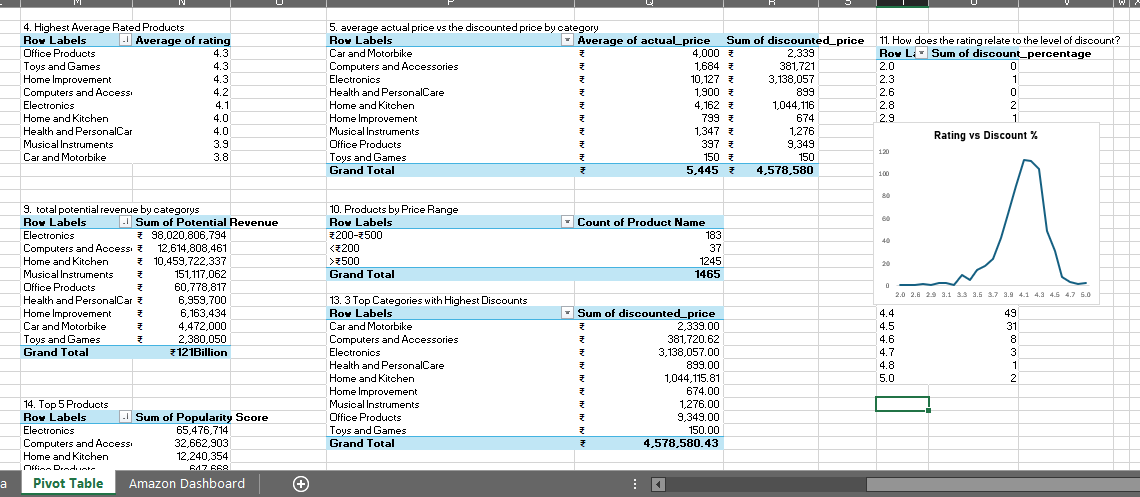 M N O P Q R S T U V W X
4. Highest Average Rated Products
Row Labels Average of rating
Office Products 4.3
Toys and Games 4.3
Home Improvement 4.3
Computers and Access 4.2
Electronics 4.1
Home and Kitchen 4.0
Health and PersonalCar 4.0
Musical Instruments 3.9
Car and Motorbike 3.8
5. average actual price vs the discounted price by category
Row Labels Average of actual_price Sum of discounted_price
Car and Motorbike ₹ 4,000 ₹ 2,339
Computers and Accessories ₹ 1,684 ₹ 381,721
Electronics ₹ 10,127 ₹ 3,138,057
Health and PersonalCare ₹ 1,900 ₹ 899
Home and Kitchen ₹ 4,162 ₹ 1,044,116
Home Improvement ₹ 799 ₹ 674
Musical Instruments ₹ 1,347 ₹ 1,276
Office Products ₹ 397 ₹ 9,349
Toys and Games ₹ 150 ₹ 150
Grand Total ₹ 5,445 ₹ 4,578,580
11. How does the rating relate to the level of discount?
Row La Sum of discount_percentage
2.0 0
2.3 1
2.6 0
2.8 2
2.9 1
Rating vs Discount %
120
100
80
60
40
20
0
2.0 2.6 2.9 3.1 3.3 3.5 3.7 3.9 4.1 4.3 4.5 4.7 5.0
4.4 49
4.5 31
4.6 8
4.7 3
4.8 1
5.0 2
9. total potential revenue by categorys
Row Labels Sum of Potential Revenue
Electronics ₹ 98,020,806,794
Computers and Access ₹ 12,614,808,461
Home and Kitchen ₹ 10,459,722,337
Musical Instruments ₹ 151,117,062
Office Products ₹ 60,778,817
Health and PersonalCar ₹ 6,959,700
Home Improvement ₹ 6,163,434
Car and Motorbike ₹ 4,472,000
Toys and Games ₹ 2,380,050
Grand Total ₹121Billion
10. Products by Price Range
Row Labels Count of Product Name
₹200-₹500 183
<₹200 37
>₹500 1245
Grand Total 1465
13. 3 Top Categories with Highest Discounts
Row Labels Sum of discounted_price
Car and Motorbike ₹ 2,339.00
Computers and Accessories ₹ 381,720.62
Electronics ₹ 3,138,057.00
Health and PersonalCare ₹ 899.00
Home and Kitchen ₹ 1,044,115.81
Home Improvement ₹ 674.00
Musical Instruments ₹ 1,276.00
Office Products ₹ 9,349.00
Toys and Games ₹ 150.00
Grand Total ₹ 4,578,580.43
14. Top 5 Products
Row Labels Sum of Popularity Score
Electronics 65,476,714
Computers and Access 32,662,903
Home and Kitchen 12,240,354
Office Products 647,668
a Pivot Table Amazon Dashboard